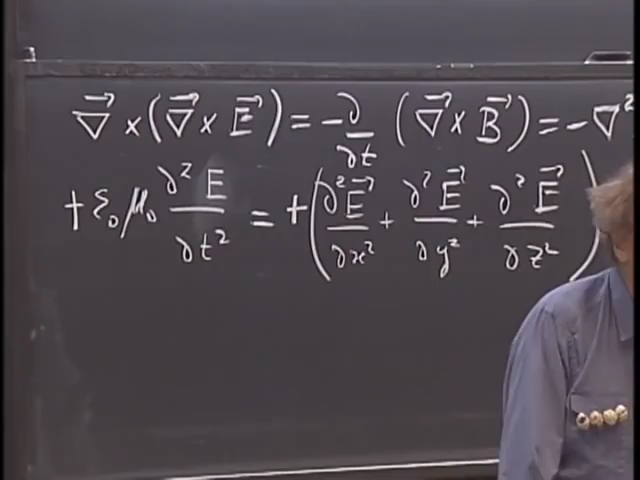 ∇⃗ × (∇⃗ × E⃗) = −∂/∂t (∇⃗ × B⃗) = −∇²
+ε₀μ₀ ∂²E/∂t² = +(∂²E⃗/∂x² + ∂²E⃗/∂y² + ∂²E⃗/∂z²)